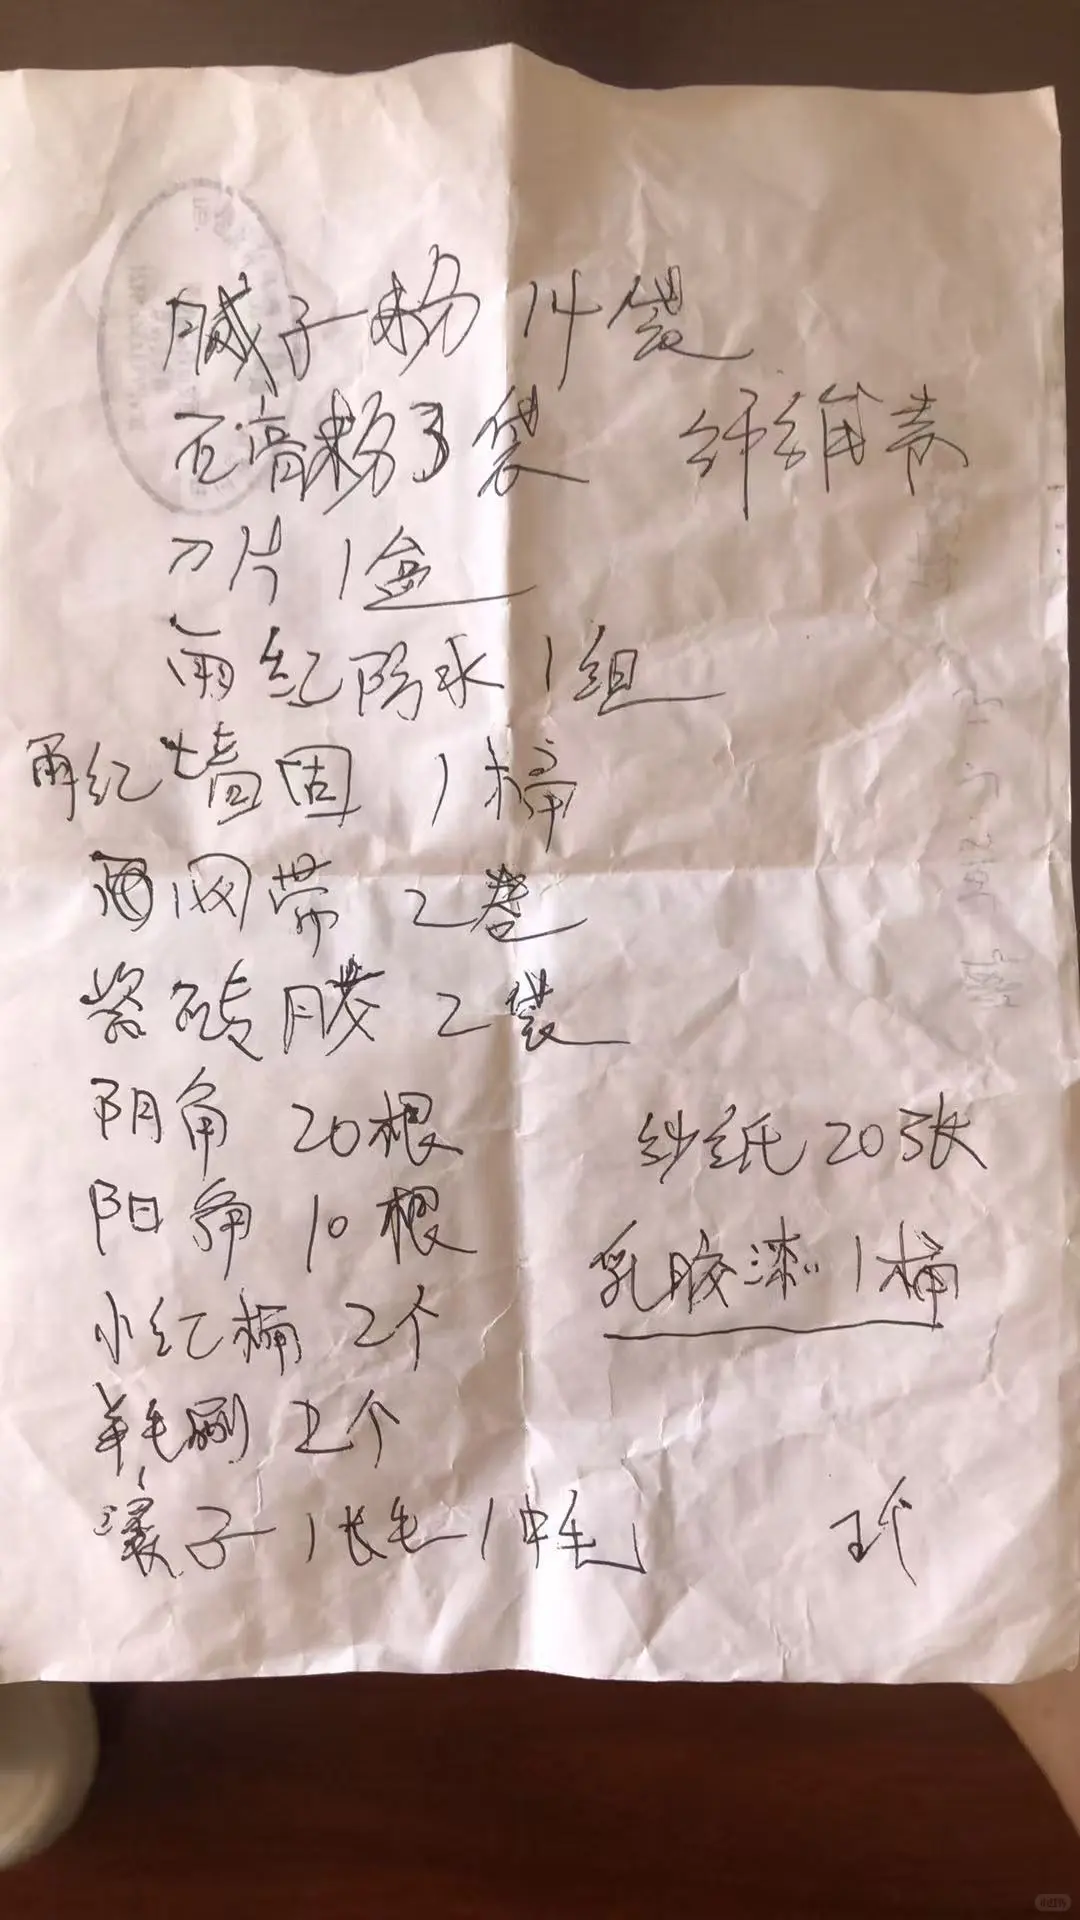 腻子粉 14袋
石膏粉3袋 纤维素
刀片 1盒
雨红防水 1组
雨红墙固 1桶
网带 2卷
瓷砖胶 2袋
阴角 20根
砂纸 20张
阳角 10根
乳胶漆 1桶
小红桶 2个
羊毛刷 2个
滚子 1长毛 1中毛